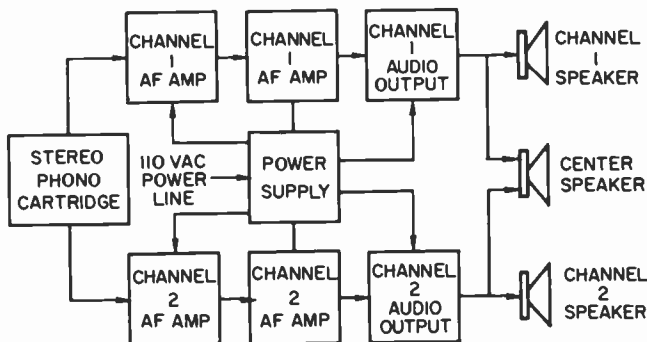 CHANNEL
1
AF AMP
CHANNEL
1
AF AMP
CHANNEL
1
AUDIO
OUTPUT
CHANNEL
1
SPEAKER
STEREO
PHONO
CARTRIDGE
110 VAC
POWER
LINE
POWER
SUPPLY
CENTER
SPEAKER
CHANNEL
2
AF AMP
CHANNEL
2
AF AMP
CHANNEL
2
AUDIO
OUTPUT
CHANNEL
2
SPEAKER